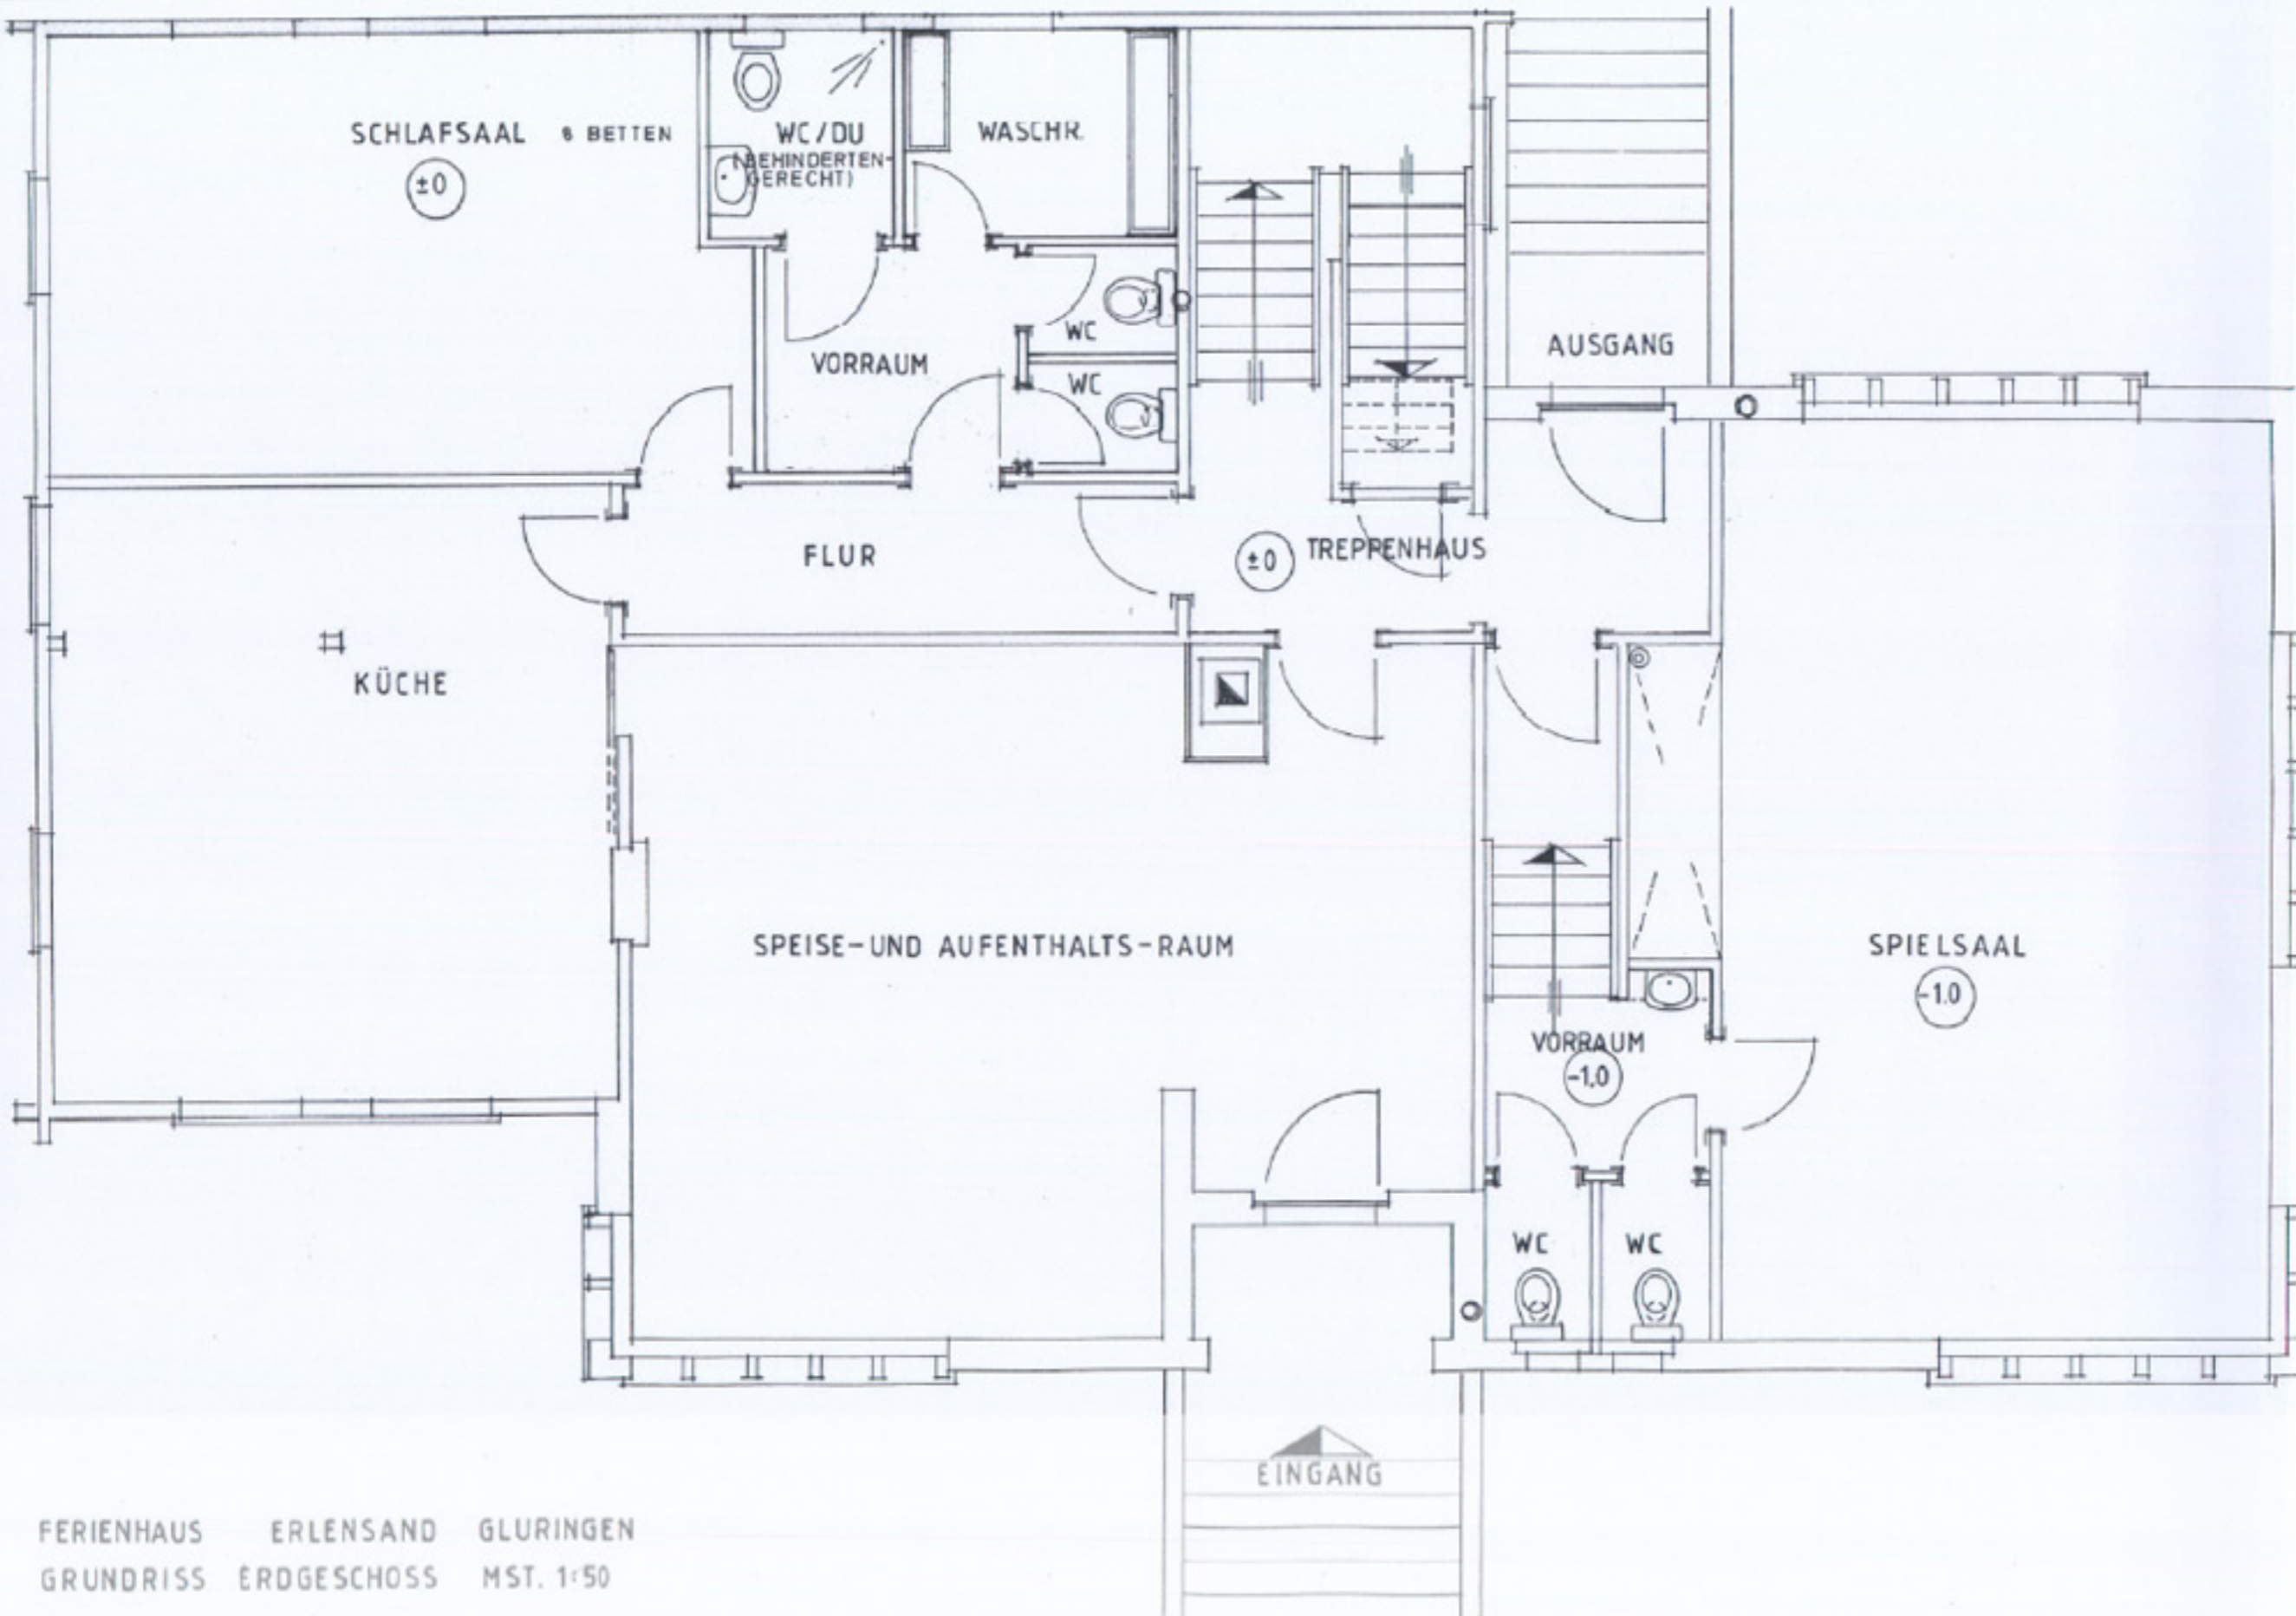 SCHLAFSAAL 8 BETTEN
±0
WC/DU
(BEHINDERTEN-
GERECHT)
WASCHR.
WC
VORRAUM
WC
AUSGANG
FLUR
±0 TREPPENHAUS
KÜCHE
SPEISE-UND AUFENTHALTS-RAUM
SPIELSAAL
-1.0
VORRAUM
-1,0
WC
WC
EINGANG
FERIENHAUS ERLENSAND GLURINGEN
GRUNDRISS ERDGESCHOSS MST. 1:50